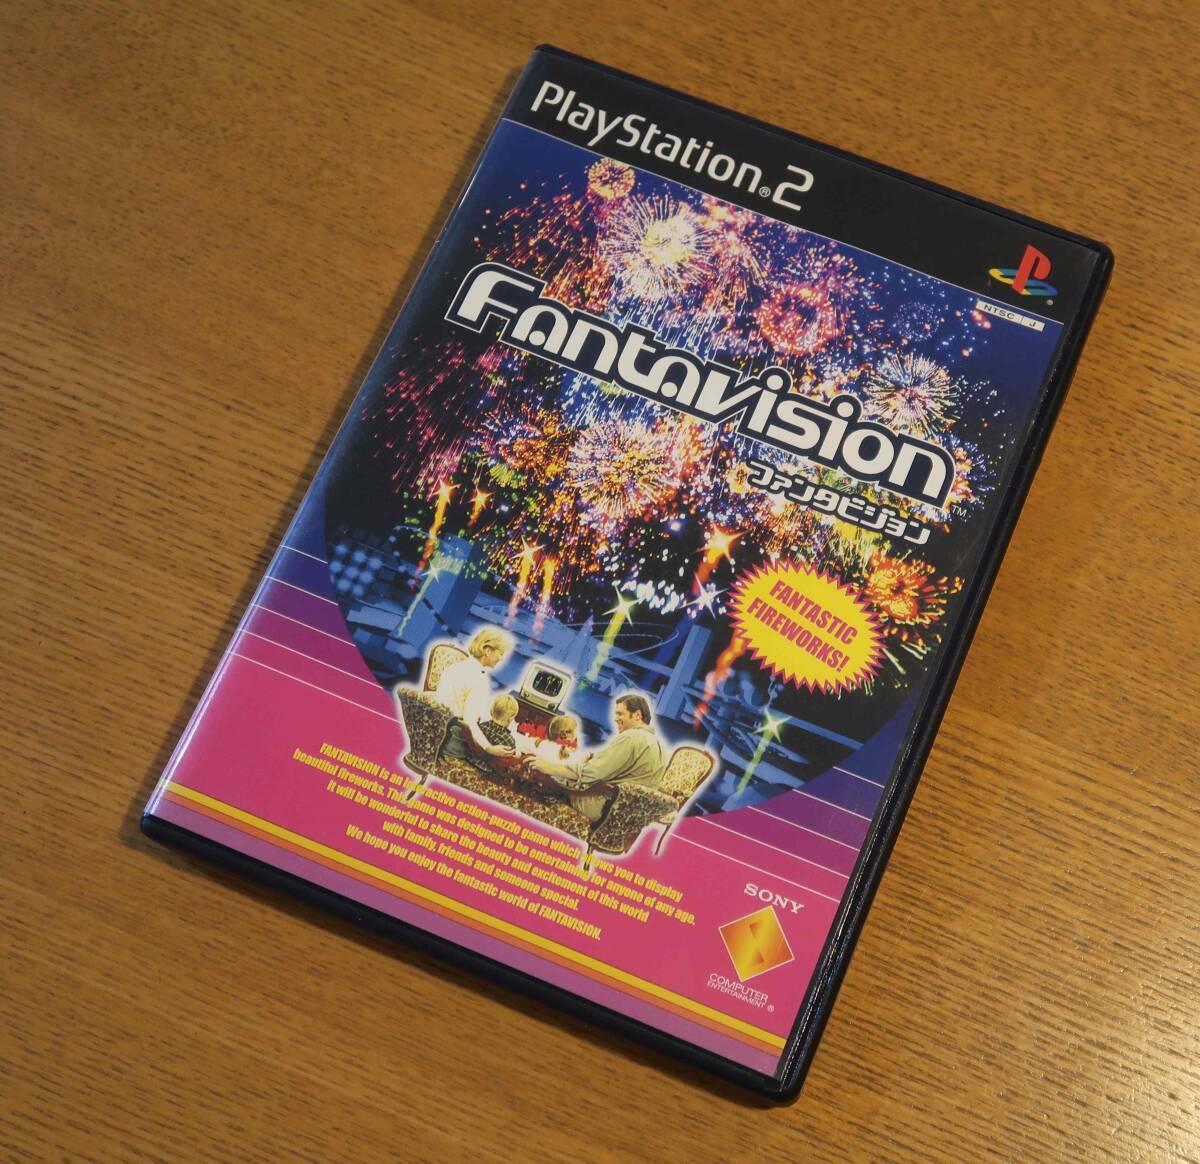 PlayStation®2
NTSC J
Fantavision™
ファンタビジョン
FANTASTIC
FIREWORKS!
FANTAVISION is an interactive action-puzzle game which allows you to display
beautiful fireworks. This game was designed to be entertaining for anyone of any age.
It will be wonderful to share the beauty and excitement of this world
with family, friends and someone special.
We hope you enjoy the fantastic world of FANTAVISION.
SONY
COMPUTER
ENTERTAINMENT®